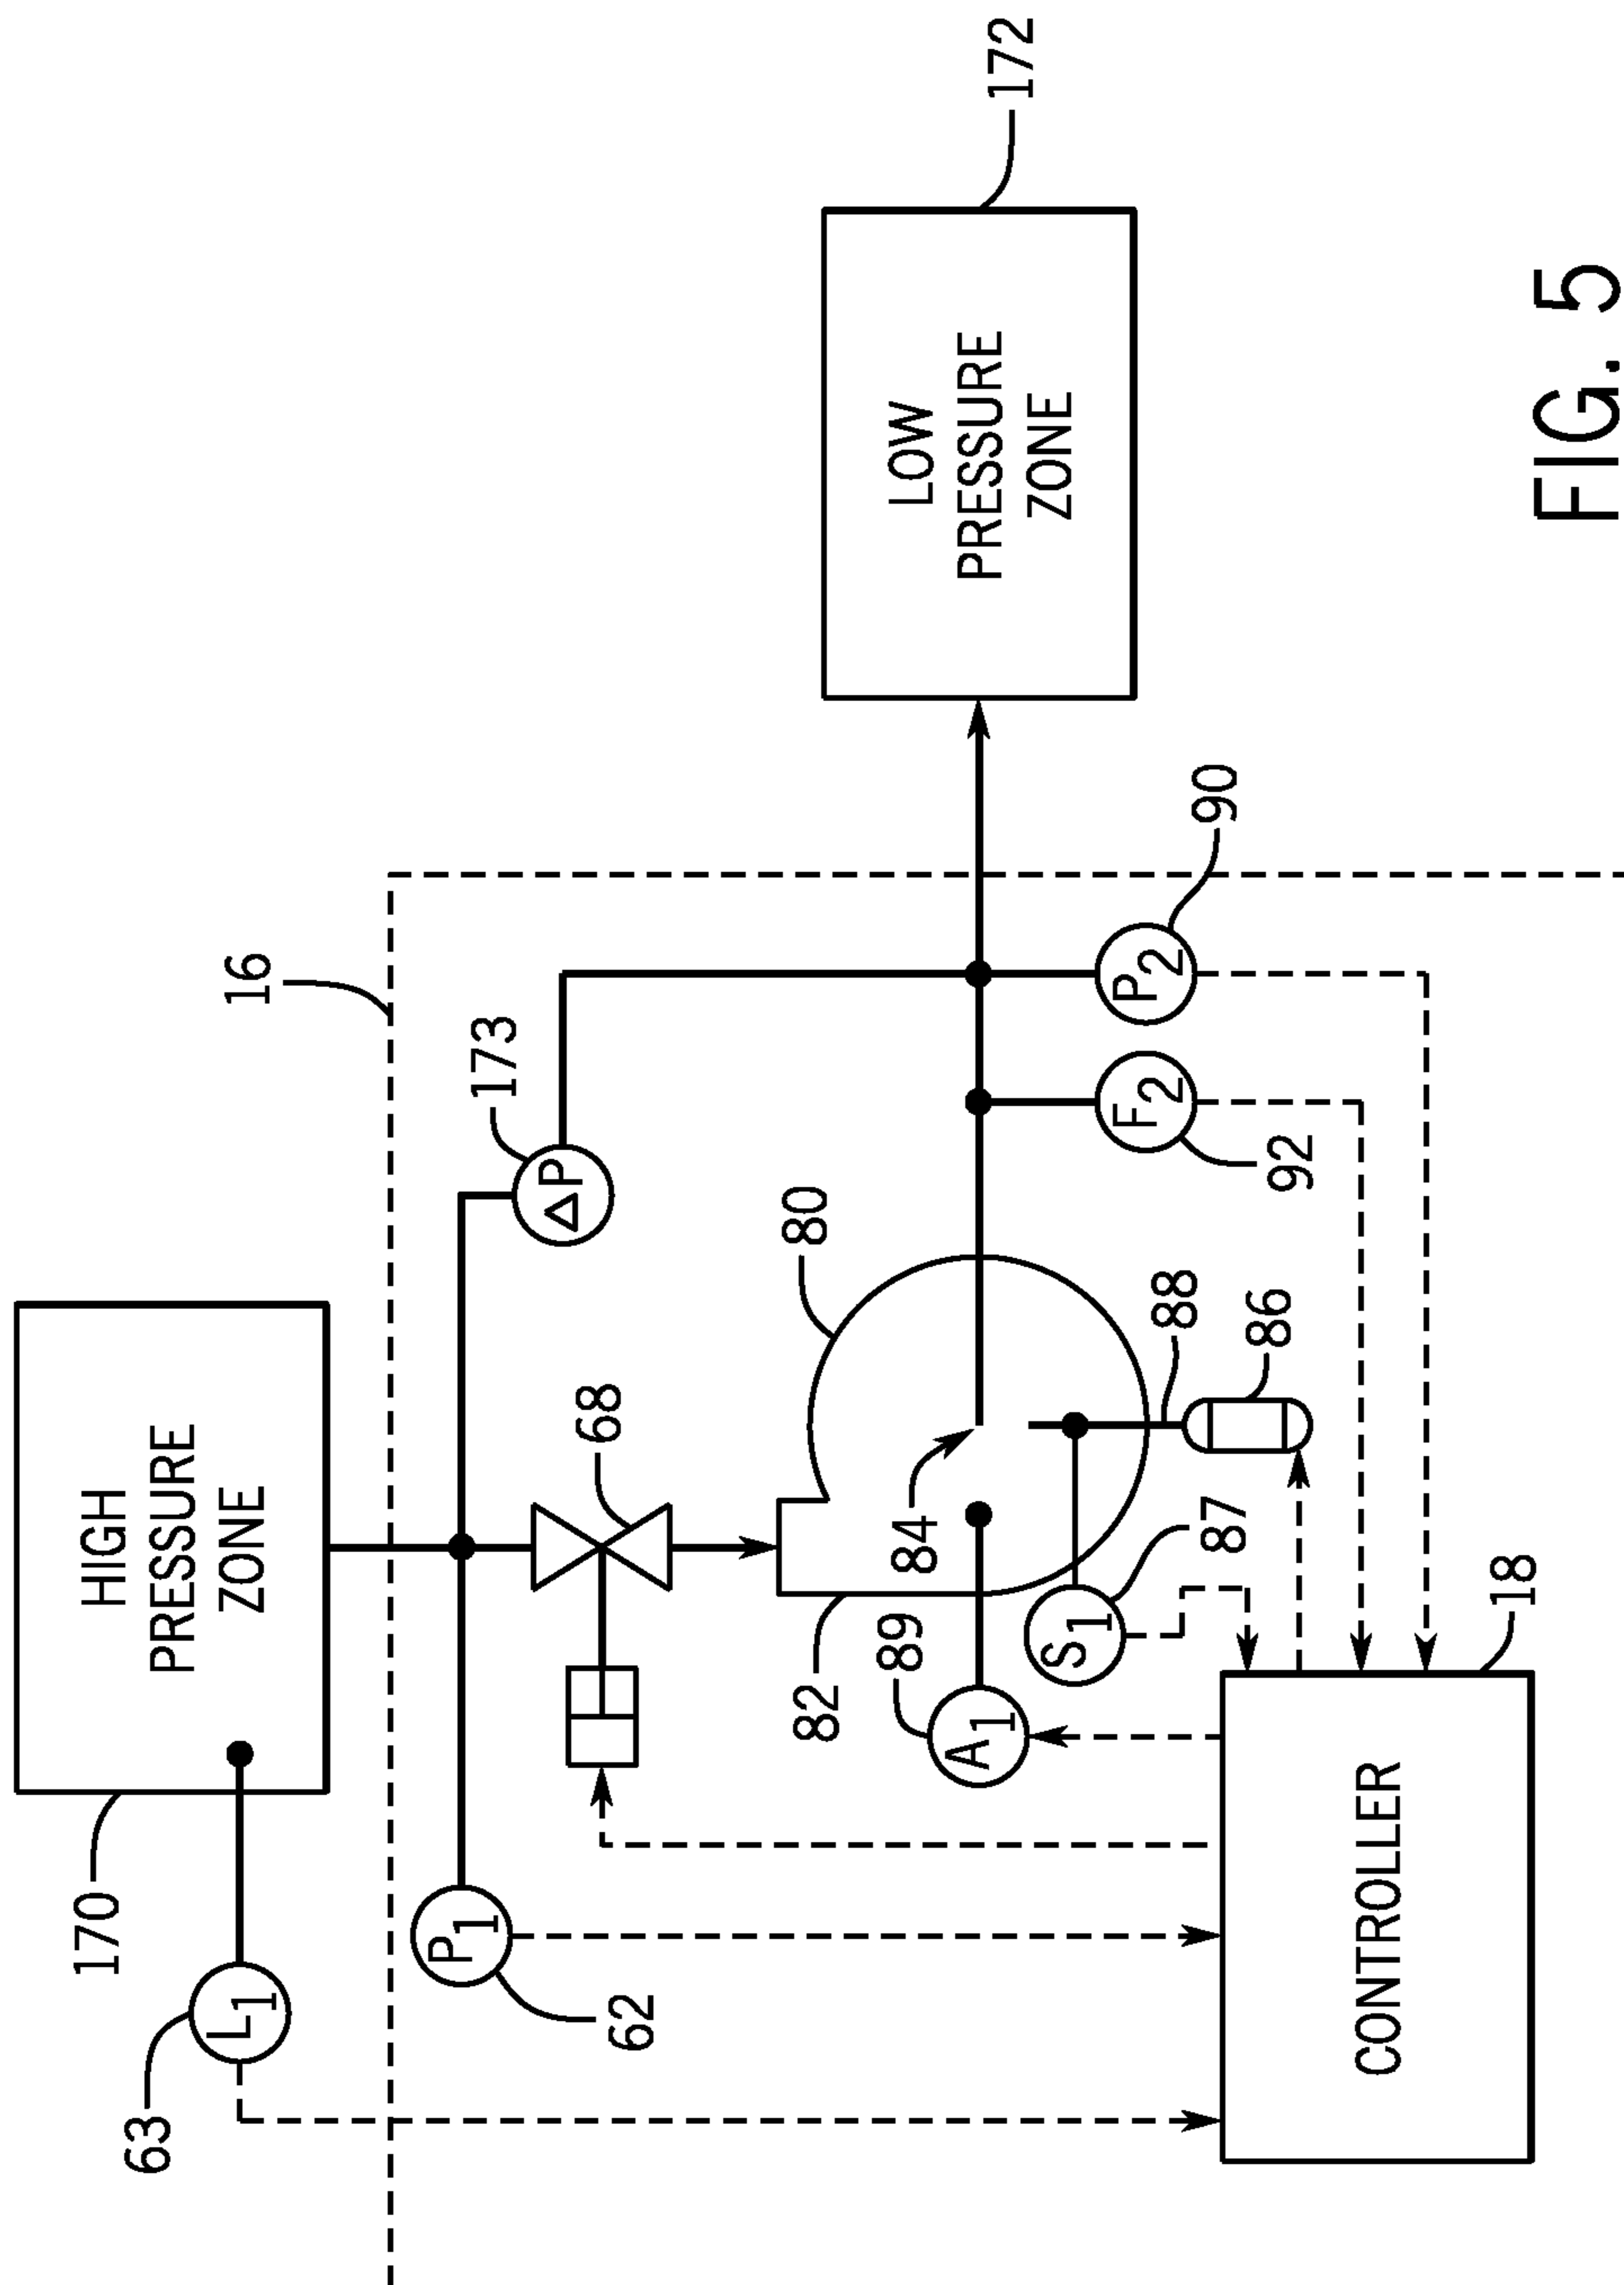 63
170
HIGH
PRESSURE
ZONE
L1
16
P1
62
68
ΔP
173
82
80
84
89
A1
S1
87
88
86
F2
92
P2
90
LOW
PRESSURE
ZONE
172
CONTROLLER
18
FIG. 5